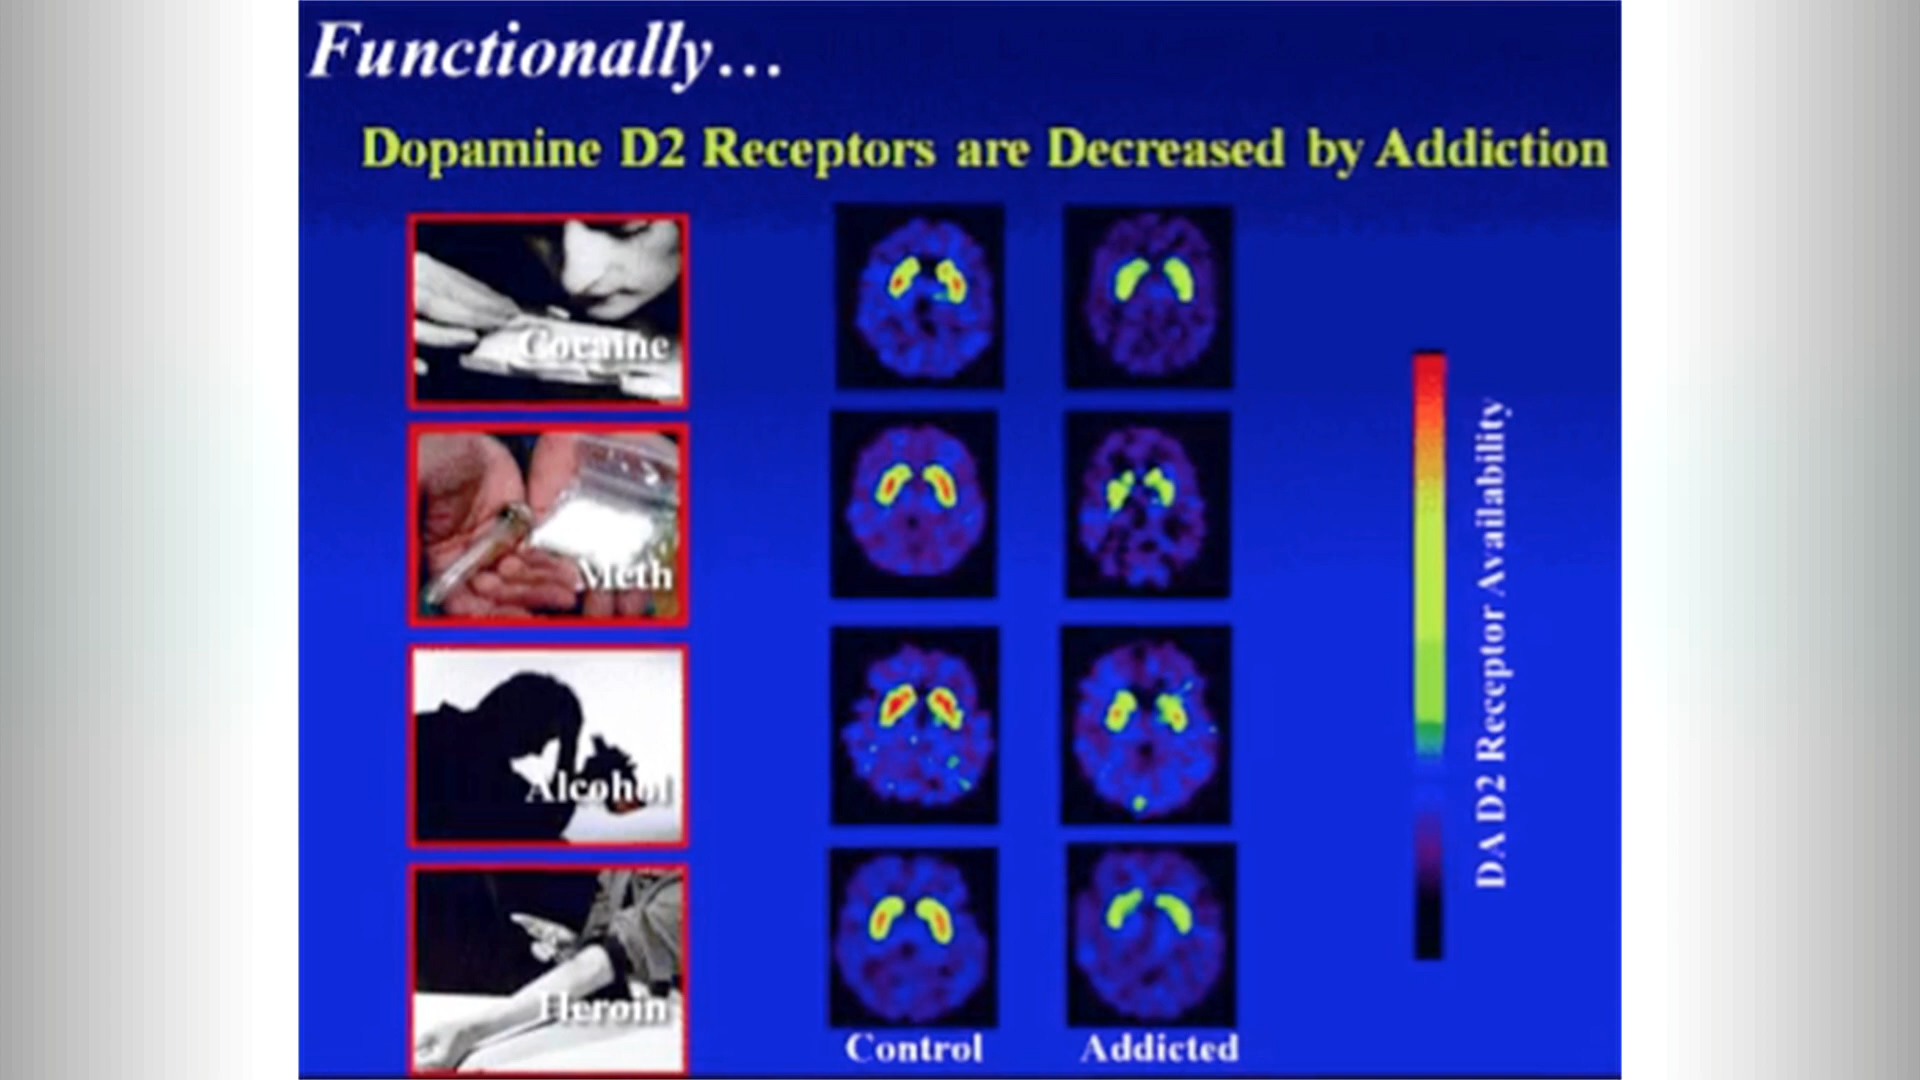 Functionally...
Dopamine D2 Receptors are Decreased by Addiction
Cocaine
Meth
Alcohol
Heroin
Control
Addicted
DA D2 Receptor Availability